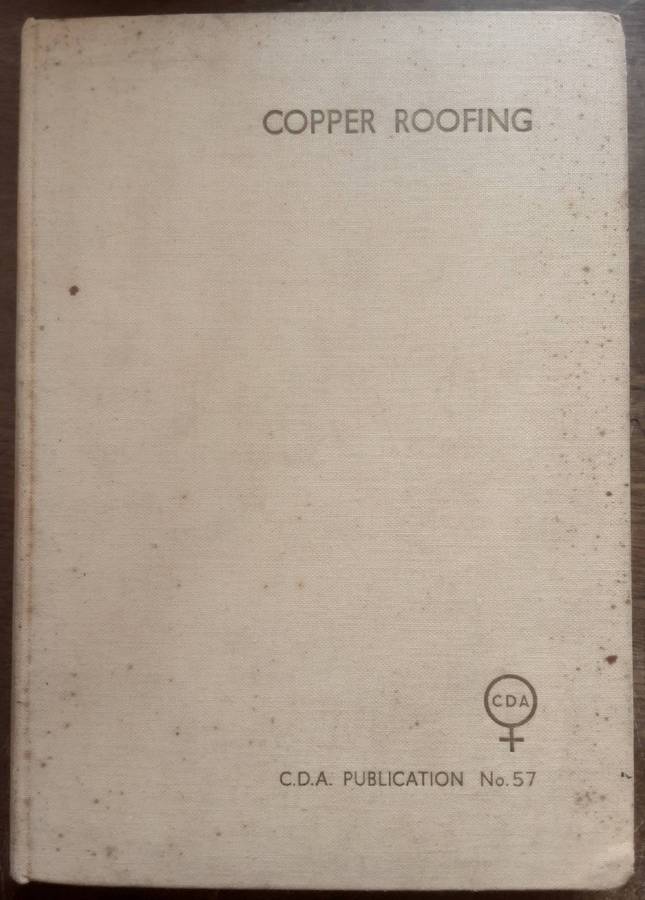 COPPER ROOFING
CDA
C.D.A. PUBLICATION No.57